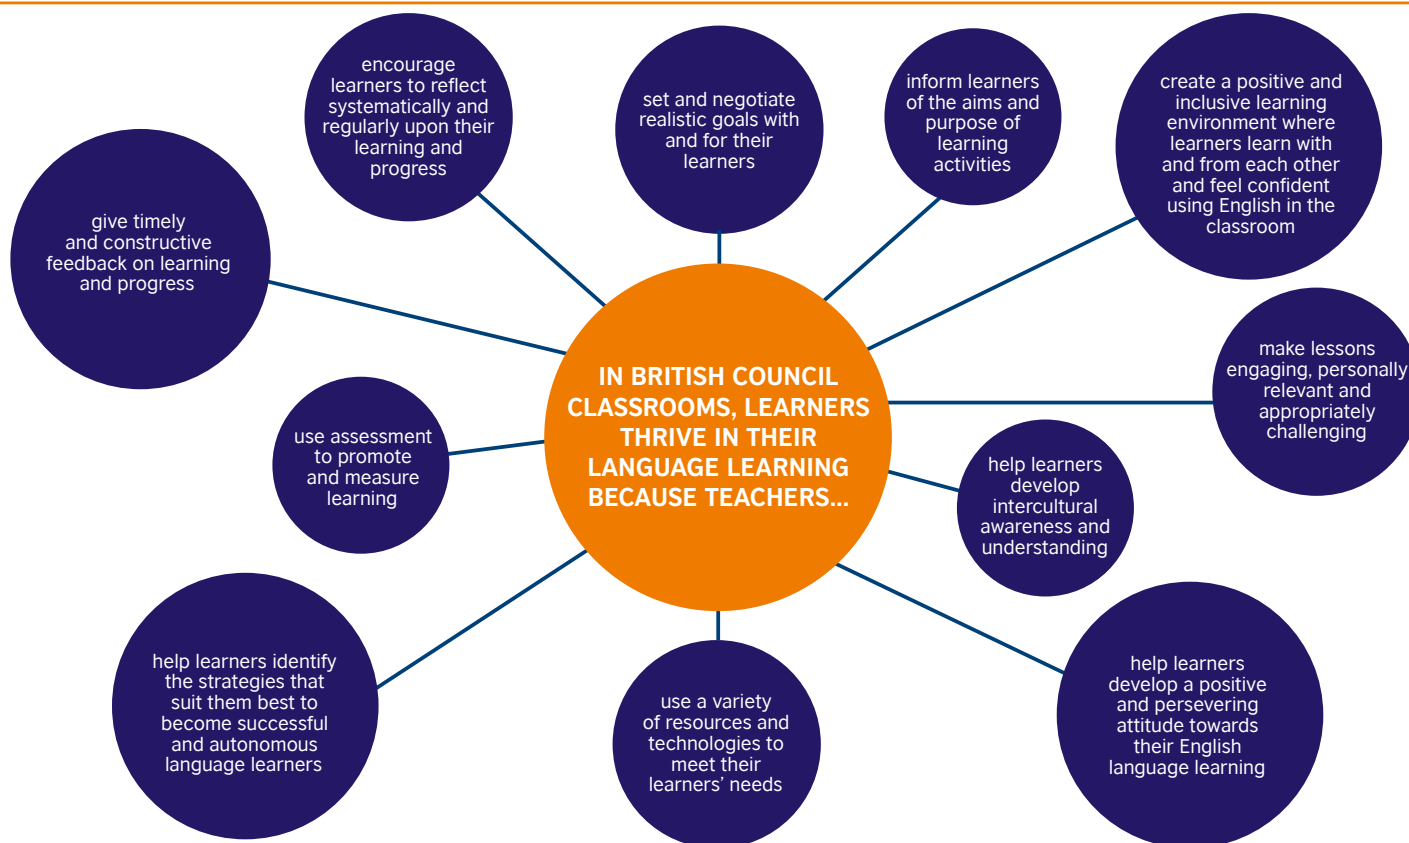 encourage
learners to reflect
systematically and
regularly upon their
learning and
progress
set and negotiate
realistic goals with
and for their
learners
inform learners
of the aims and
purpose of
learning
activities
create a positive and
inclusive learning
environment where
learners learn with
and from each other
and feel confident
using English in the
classroom
give timely
and constructive
feedback on learning
and progress
IN BRITISH COUNCIL
CLASSROOMS, LEARNERS
THRIVE IN THEIR
LANGUAGE LEARNING
BECAUSE TEACHERS...
make lessons
engaging, personally
relevant and
appropriately
challenging
use assessment
to promote
and measure
learning
help learners
develop
intercultural
awareness and
understanding
help learners identify
the strategies that
suit them best to
become successful
and autonomous
language learners
use a variety
of resources and
technologies to
meet their
learners’ needs
help learners
develop a positive
and persevering
attitude towards
their English
language learning